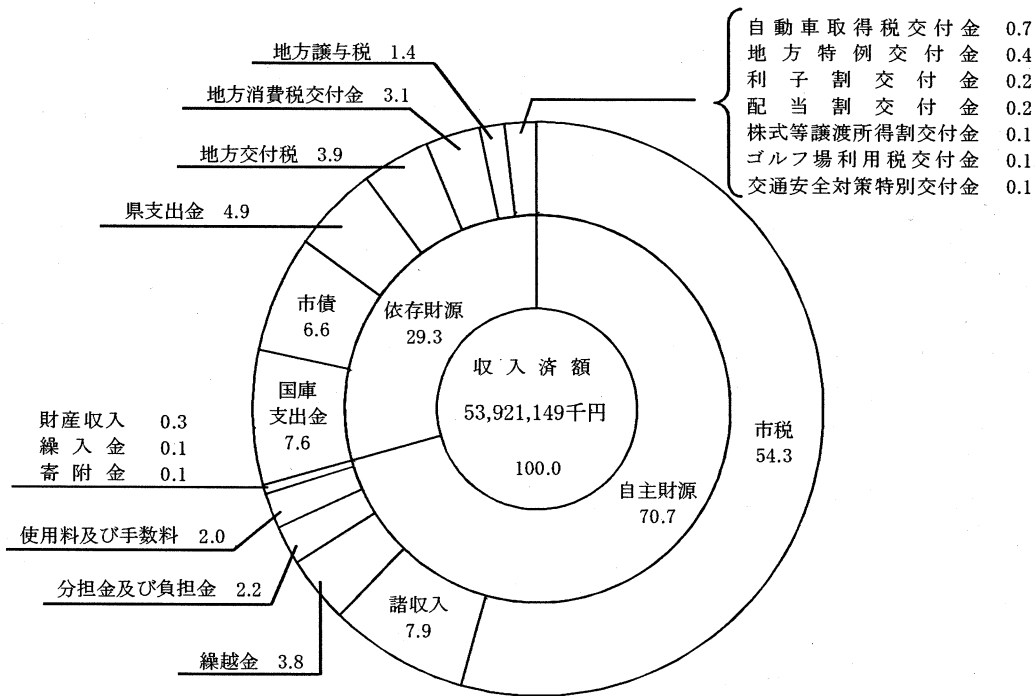 自動車取得税交付金 0.7
地方特例交付金 0.4
利子割交付金 0.2
配当割交付金 0.2
株式等譲渡所得割交付金 0.1
ゴルフ場利用税交付金 0.1
交通安全対策特別交付金 0.1
地方譲与税 1.4
地方消費税交付金 3.1
地方交付税 3.9
県支出金 4.9
市債
6.6
国庫
支出金
7.6
依存財源
29.3
収入済額
53,921,149千円
100.0
自主財源
70.7
市税
54.3
財産収入 0.3
繰入金 0.1
寄附金 0.1
使用料及び手数料 2.0
分担金及び負担金 2.2
繰越金 3.8
諸収入
7.9